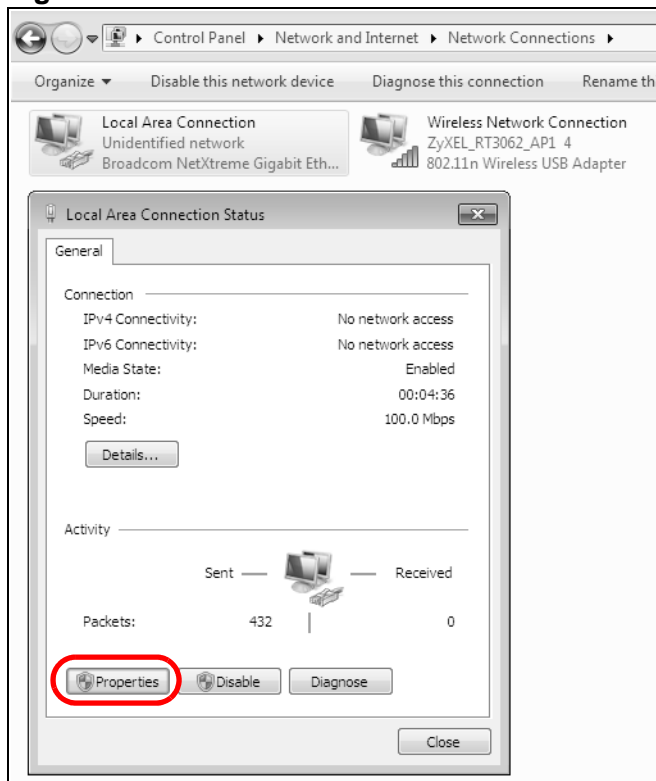 Control Panel ▸ Network and Internet ▸ Network Connections ▸
Organize ▼ Disable this network device Diagnose this connection Rename th
Local Area Connection
Unidentified network
Broadcom NetXtreme Gigabit Eth...
Wireless Network Connection
ZyXEL_RT3062_AP1 4
802.11n Wireless USB Adapter
Local Area Connection Status
General
Connection
IPv4 Connectivity: No network access
IPv6 Connectivity: No network access
Media State: Enabled
Duration: 00:04:36
Speed: 100.0 Mbps
Details...
Activity
Sent — — Received
Packets: 432 0
Properties Disable Diagnose
Close